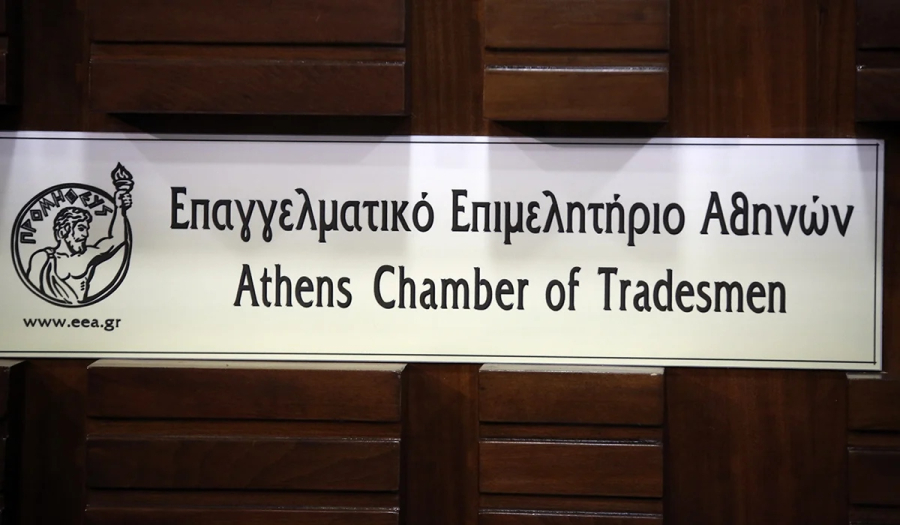 ΠΡΟΜΗΘΕΥΣ
www.eea.gr
Επαγγελματικό Επιμελητήριο Αθηνών
Athens Chamber of Tradesmen